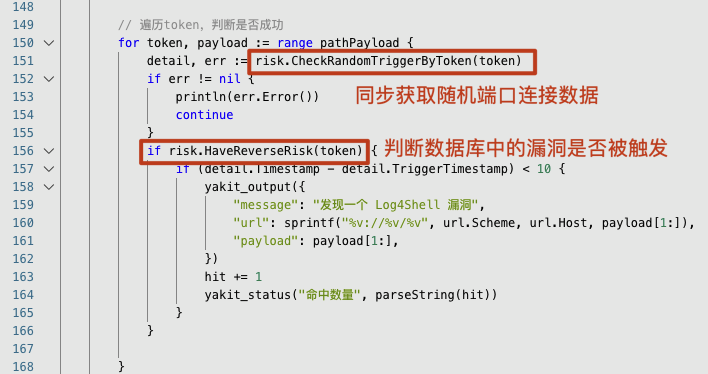 148
149 // 遍历token，判断是否成功
150 for token, payload := range pathPayload {
151 detail, err := risk.CheckRandomTriggerByToken(token)
152 if err != nil {
153 println(err.Error())
同步获取随机端口连接数据
154 continue
155 }
156 if risk.HaveReverseRisk(token) { 判断数据库中的漏洞是否被触发
157 if (detail.Timestamp - detail.TriggerTimestamp) < 10 {
158 yakit_output({
159 "message": "发现一个 Log4Shell 漏洞",
160 "url": sprintf("%v://%v/%v", url.Scheme, url.Host, payload[1:]),
161 "payload": payload[1:],
162 })
163 hit += 1
164 yakit_status("命中数量", parseString(hit))
165 }
166 }
167
168 }